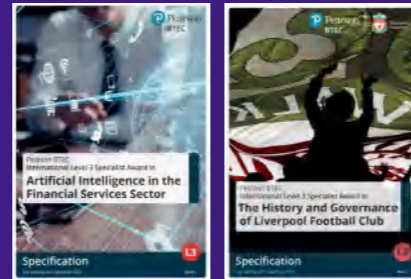 Pearson
BTEC
Pearson BTEC
International Level 3 Specialist Award in
Artificial Intelligence in the
Financial Services Sector
Specification
L3
Pearson
BTEC
Pearson BTEC
International Level 3 Specialist Award in
The History and Governance
of Liverpool Football Club
Specification
L3